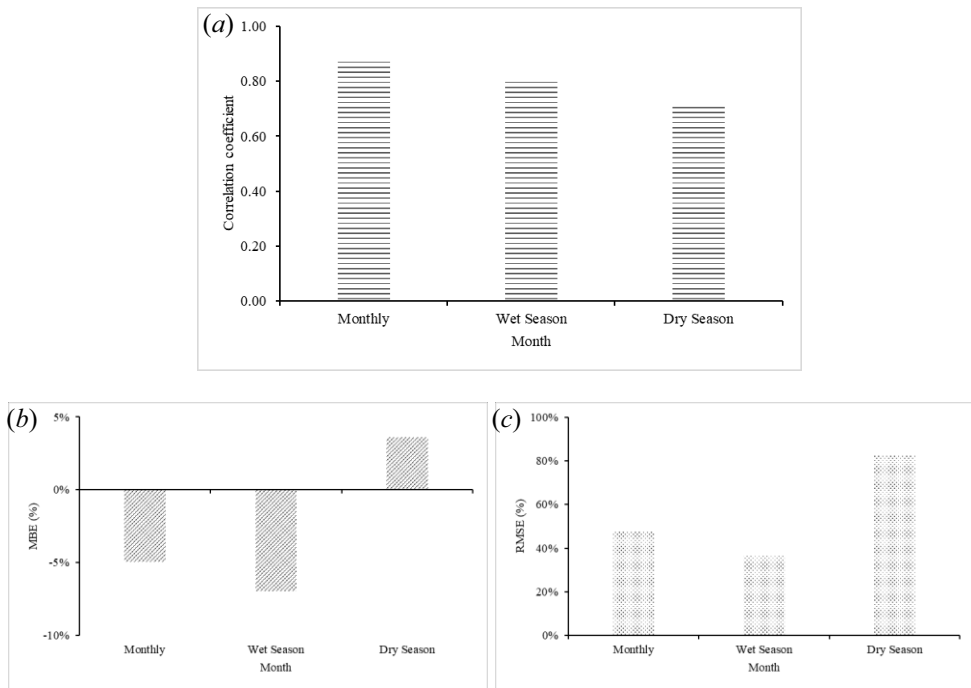 (a)
Correlation coefficient
1.00
0.80
0.60
0.40
0.20
0.00
Monthly Wet Season Dry Season
Month
(b)
MBE (%)
5%
0%
-5%
-10%
Monthly Wet Season Dry Season
Month
(c)
RMSE (%)
100%
80%
60%
40%
20%
0%
Monthly Wet Season Dry Season
Month